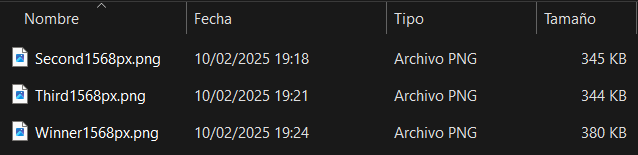 Nombre Fecha Tipo Tamaño
Second1568px.png 10/02/2025 19:18 Archivo PNG 345 KB
Third1568px.png 10/02/2025 19:21 Archivo PNG 344 KB
Winner1568px.png 10/02/2025 19:24 Archivo PNG 380 KB